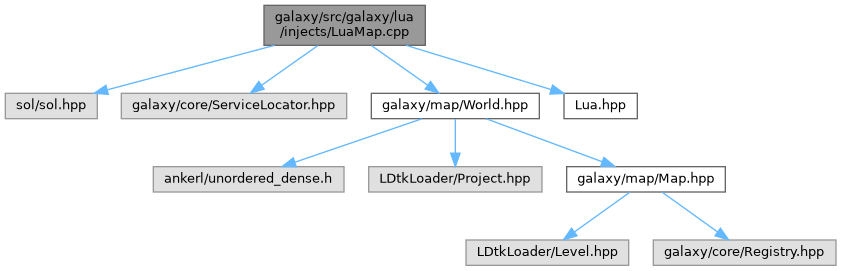 galaxy/src/galaxy/lua
/injects/LuaMap.cpp
sol/sol.hpp
galaxy/core/ServiceLocator.hpp
galaxy/map/World.hpp
Lua.hpp
ankerl/unordered_dense.h
LDtkLoader/Project.hpp
galaxy/map/Map.hpp
LDtkLoader/Level.hpp
galaxy/core/Registry.hpp